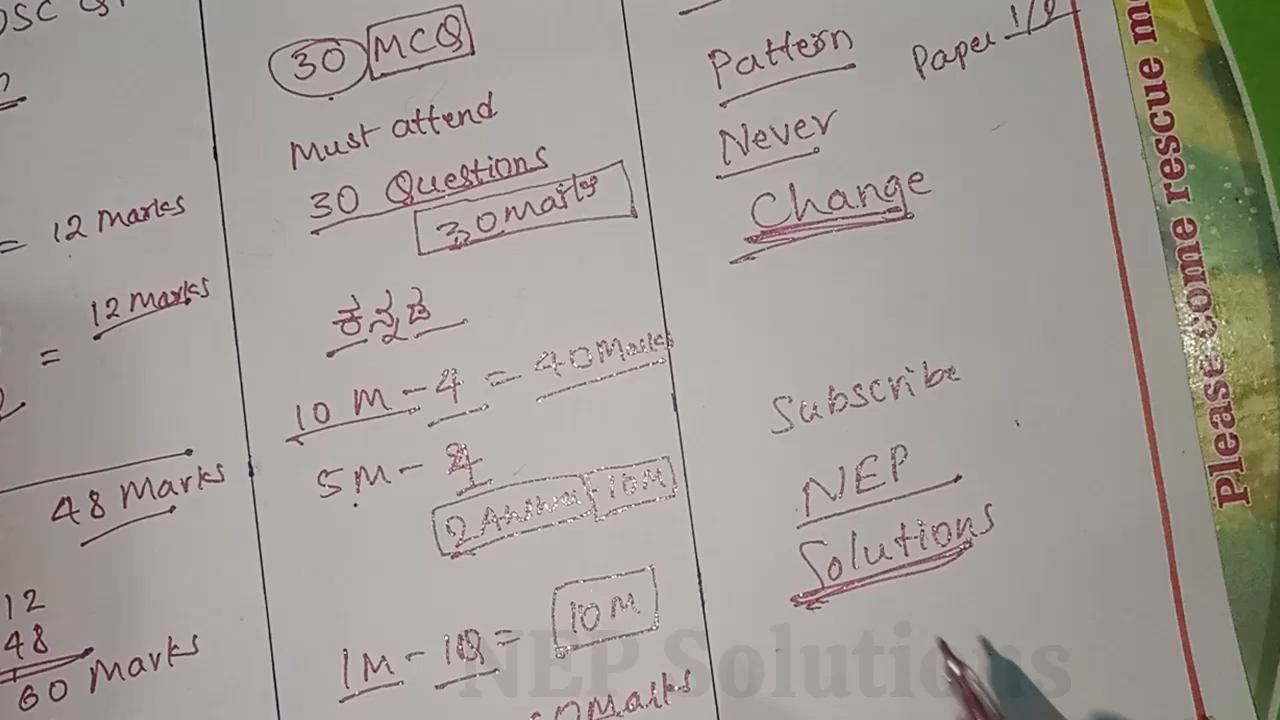 = 12 Marks
= 12 Marks
48 Marks
12
48
60 Marks
30 MCQ
Must attend
30 Questions
30 Marks
ಕನ್ನಡ
10 M - 4 = 40 Marks
5M - 4
2 Answer 10M
1M - 10 = 10 M
Marks
Pattern
Paper
Never
Change
Subscribe
NEP
Solutions
NEP Solutions
Please come rescue m